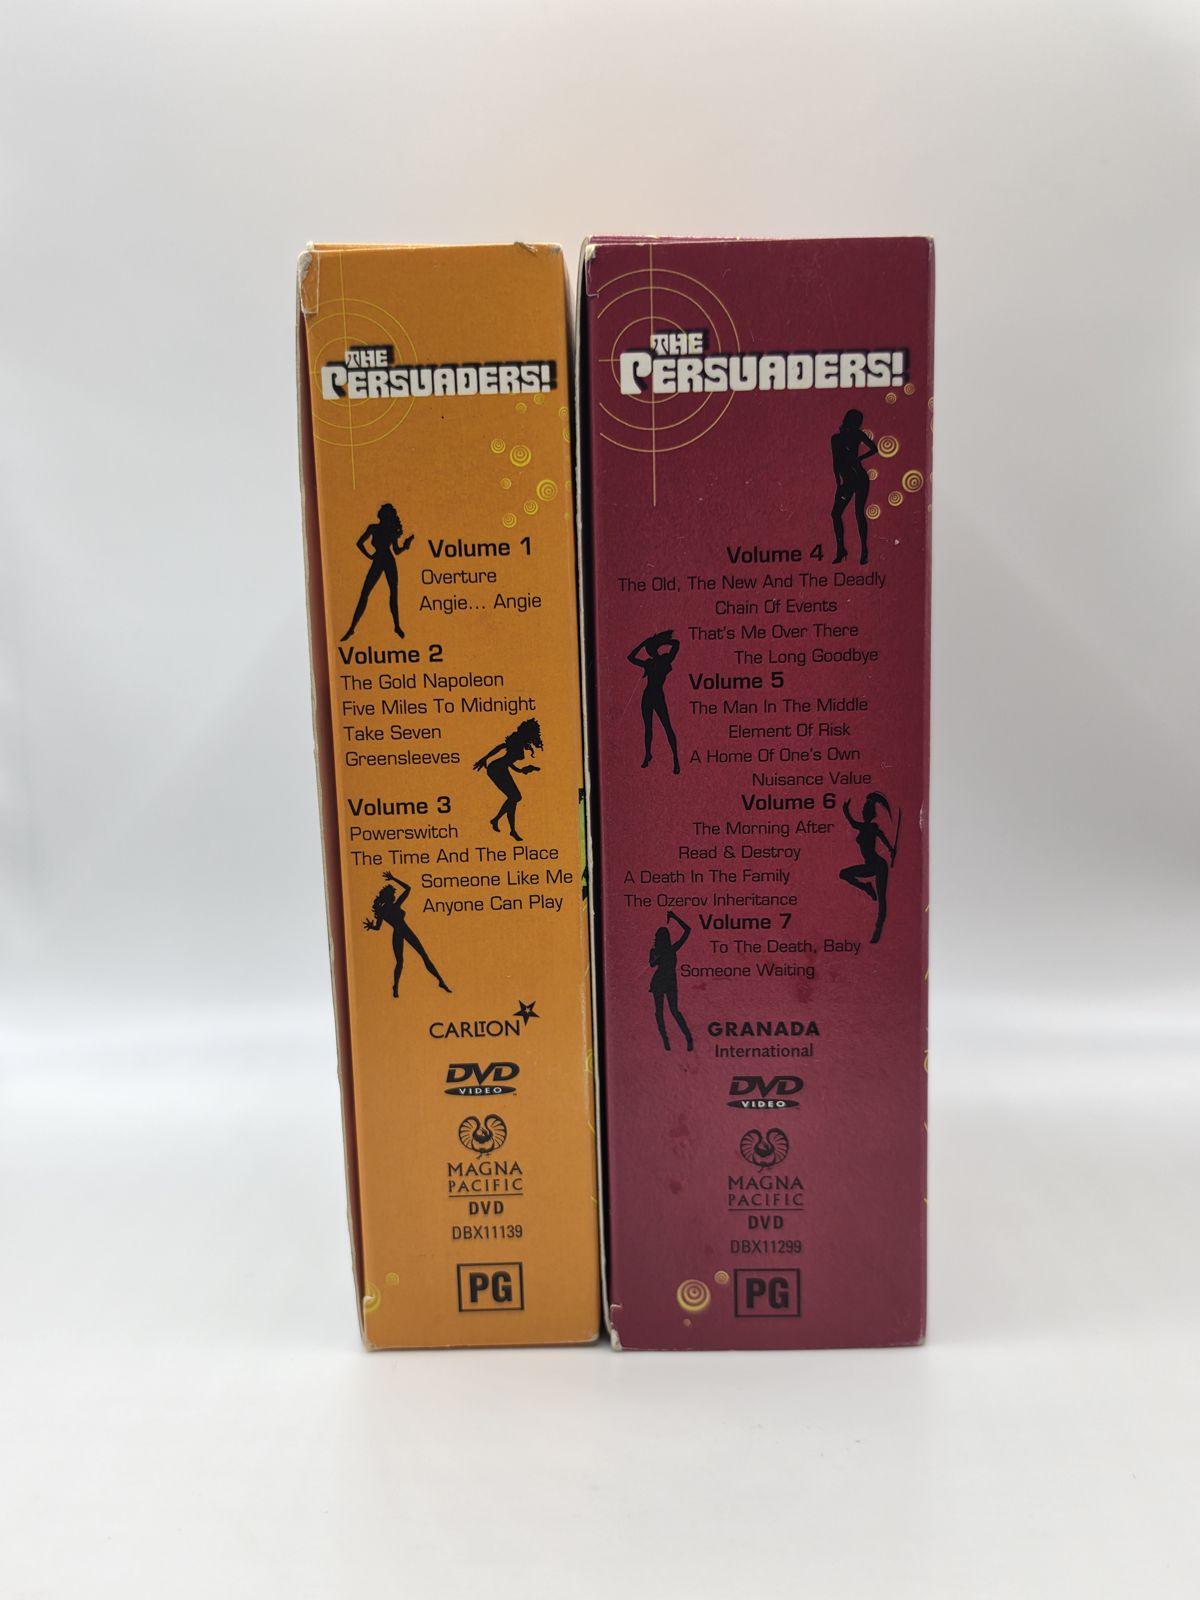 THE
PERSUADERS!
Volume 1
Overture
Angie... Angie
Volume 2
The Gold Napoleon
Five Miles To Midnight
Take Seven
Greensleeves
Volume 3
Powerswitch
The Time And The Place
Someone Like Me
Anyone Can Play
CARLTON
DVD
VIDEO
MAGNA
PACIFIC
DVD
DBX11139
PG
THE
PERSUADERS!
Volume 4
The Old, The New And The Deadly
Chain Of Events
That's Me Over There
The Long Goodbye
Volume 5
The Man In The Middle
Element Of Risk
A Home Of One's Own
Nuisance Value
Volume 6
The Morning After
Read & Destroy
A Death In The Family
The Ozerov Inheritance
Volume 7
To The Death, Baby
Someone Waiting
GRANADA
International
DVD
VIDEO
MAGNA
PACIFIC
DVD
DBX11299
PG